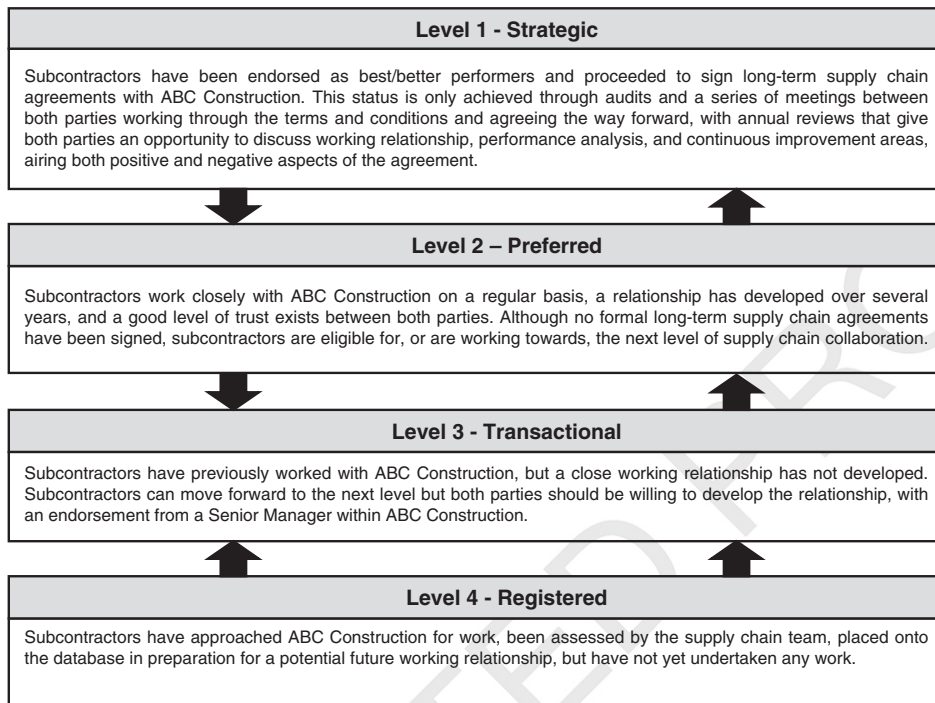 Level 1 - Strategic
Subcontractors have been endorsed as best/better performers and proceeded to sign long-term supply chain
agreements with ABC Construction. This status is only achieved through audits and a series of meetings between
both parties working through the terms and conditions and agreeing the way forward, with annual reviews that give
both parties an opportunity to discuss working relationship, performance analysis, and continuous improvement areas,
airing both positive and negative aspects of the agreement.
Level 2 – Preferred
Subcontractors work closely with ABC Construction on a regular basis, a relationship has developed over several
years, and a good level of trust exists between both parties. Although no formal long-term supply chain agreements
have been signed, subcontractors are eligible for, or are working towards, the next level of supply chain collaboration.
Level 3 - Transactional
Subcontractors have previously worked with ABC Construction, but a close working relationship has not developed.
Subcontractors can move forward to the next level but both parties should be willing to develop the relationship, with
an endorsement from a Senior Manager within ABC Construction.
Level 4 - Registered
Subcontractors have approached ABC Construction for work, been assessed by the supply chain team, placed onto
the database in preparation for a potential future working relationship, but have not yet undertaken any work.